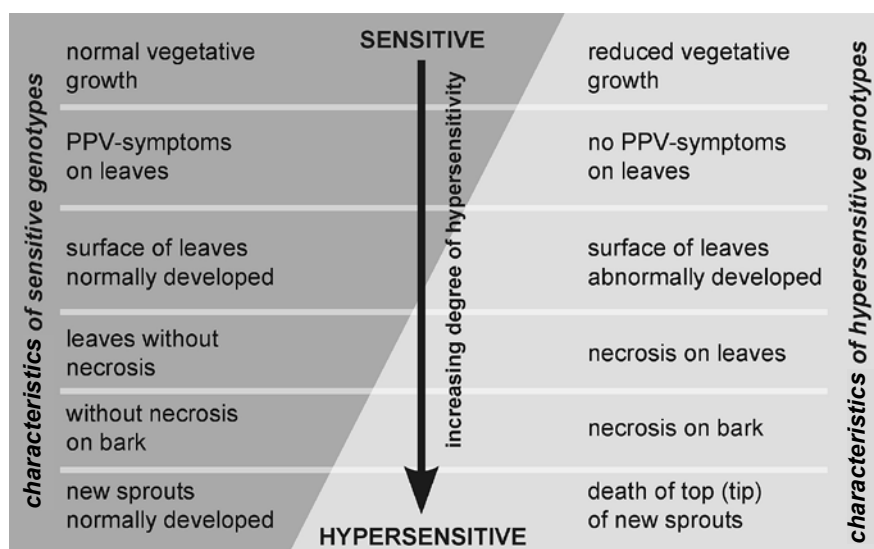 SENSITIVE
characteristics of sensitive genotypes
normal vegetative
growth
PPV-symptoms
on leaves
surface of leaves
normally developed
leaves without
necrosis
without necrosis
on bark
new sprouts
normally developed
increasing degree of hypersensitivity
reduced vegetative
growth
no PPV-symptoms
on leaves
surface of leaves
abnormally developed
necrosis on leaves
necrosis on bark
death of top (tip)
of new sprouts
characteristics of hypersensitive genotypes
HYPERSENSITIVE